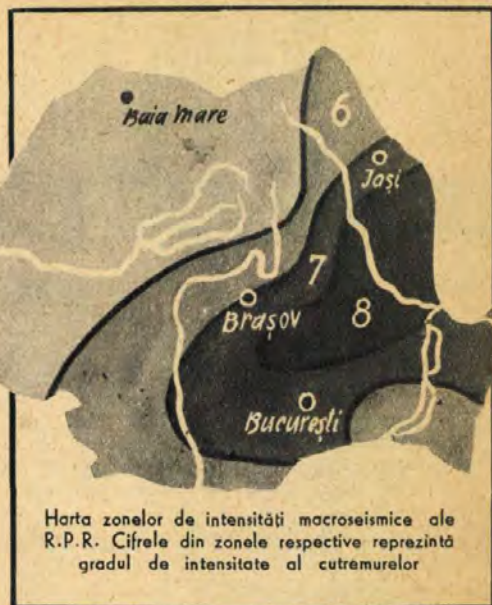 Baia Mare
6
Jași
7
Brașov
8
București
Harta zonelor de intensități macroseismice ale
R.P.R. Cifrele din zonele respective reprezintă
gradul de intensitate al cutremurelor